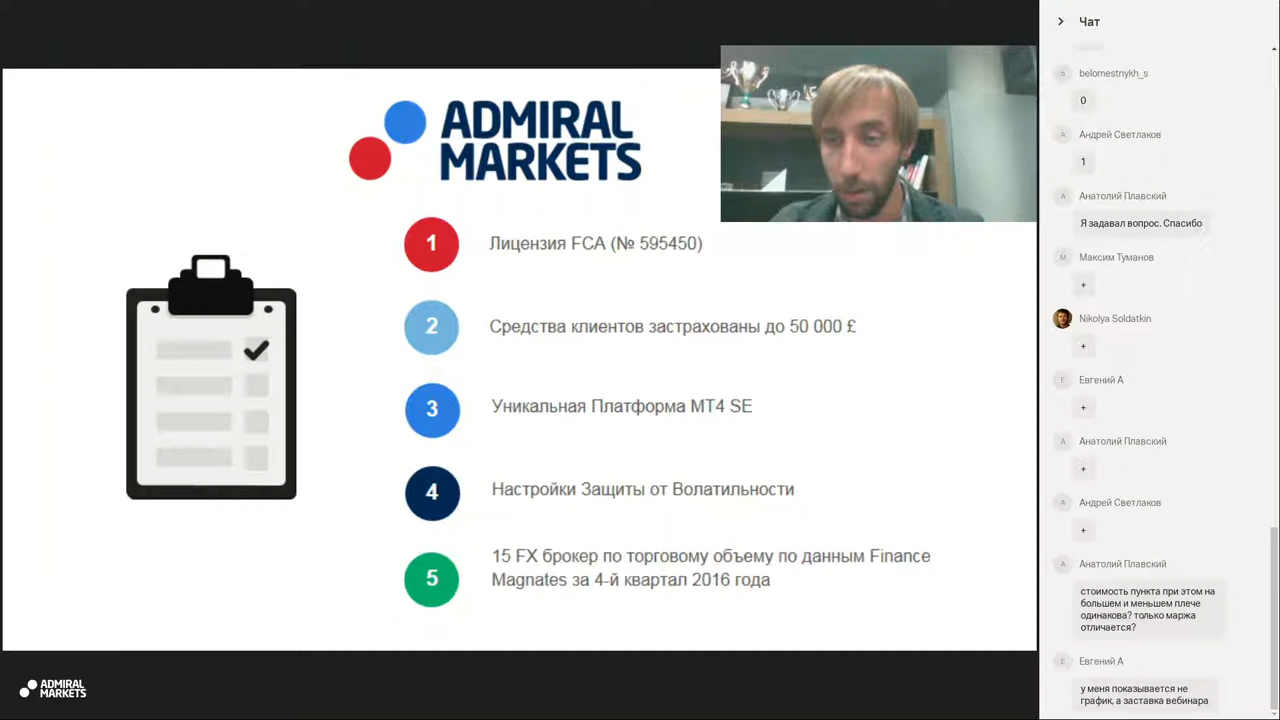 ADMIRAL
MARKETS
1
Лицензия FCA (№ 595450)
2
Средства клиентов застрахованы до 50 000 £
3
Уникальная Платформа MT4 SE
4
Настройки Защиты от Волатильности
5
15 FX брокер по торговому объему по данным Finance
Magnates за 4-й квартал 2016 года
ADMIRAL
MARKETS
Чат
b
belomestnykh_s
0
А
Андрей Светлаков
1
А
Анатолий Плавский
Я задавал вопрос. Спасибо
М
Максим Туманов
+
Nikolya Soldatkin
+
Е
Евгений А
+
А
Анатолий Плавский
+
А
Андрей Светлаков
+
А
Анатолий Плавский
стоимость пункта при этом на
большем и меньшем плече
одинакова? только маржа
отличается?
Е
Евгений А
у меня показывается не
график, а заставка вебинара